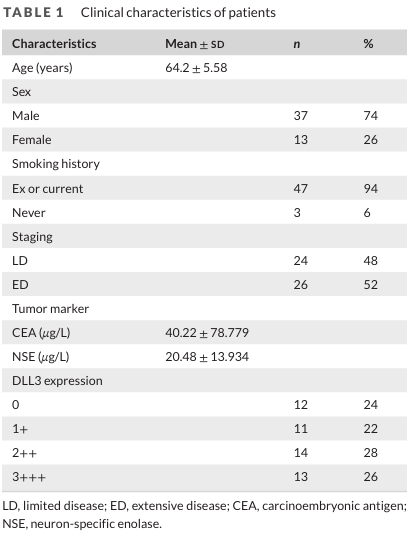 TABLE 1 Clinical characteristics of patients
Characteristics Mean ± SD n %
Age (years) 64.2 ± 5.58
Sex
Male 37 74
Female 13 26
Smoking history
Ex or current 47 94
Never 3 6
Staging
LD 24 48
ED 26 52
Tumor marker
CEA (μg/L) 40.22 ± 78.779
NSE (μg/L) 20.48 ± 13.934
DLL3 expression
0 12 24
1+ 11 22
2++ 14 28
3+++ 13 26
LD, limited disease; ED, extensive disease; CEA, carcinoembryonic antigen;
NSE, neuron-specific enolase.